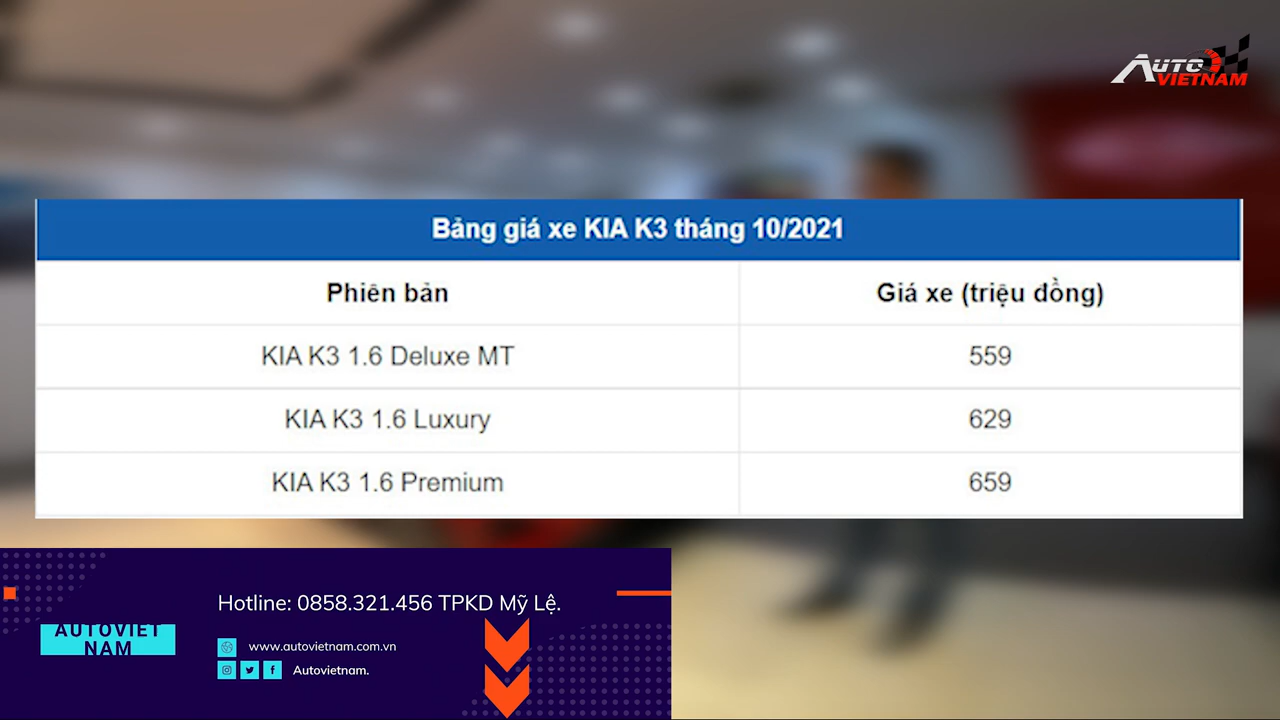 AUTO
VIETNAM
Bảng giá xe KIA K3 tháng 10/2021
Phiên bản Giá xe (triệu đồng)
KIA K3 1.6 Deluxe MT 559
KIA K3 1.6 Luxury 629
KIA K3 1.6 Premium 659
Hotline: 0858.321.456 TPKD Mỹ Lệ.
AUTOVIET
NAM
www.autovietnam.com.vn
Autovietnam.